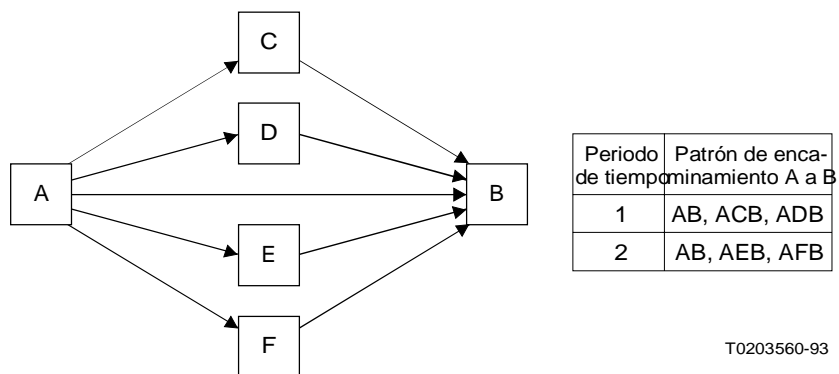 C
D
A
B
E
F
Periodo de tiempo
Patrón de enca-
minamiento A a B
1
AB, ACB, ADB
2
AB, AEB, AFB
T0203560-93